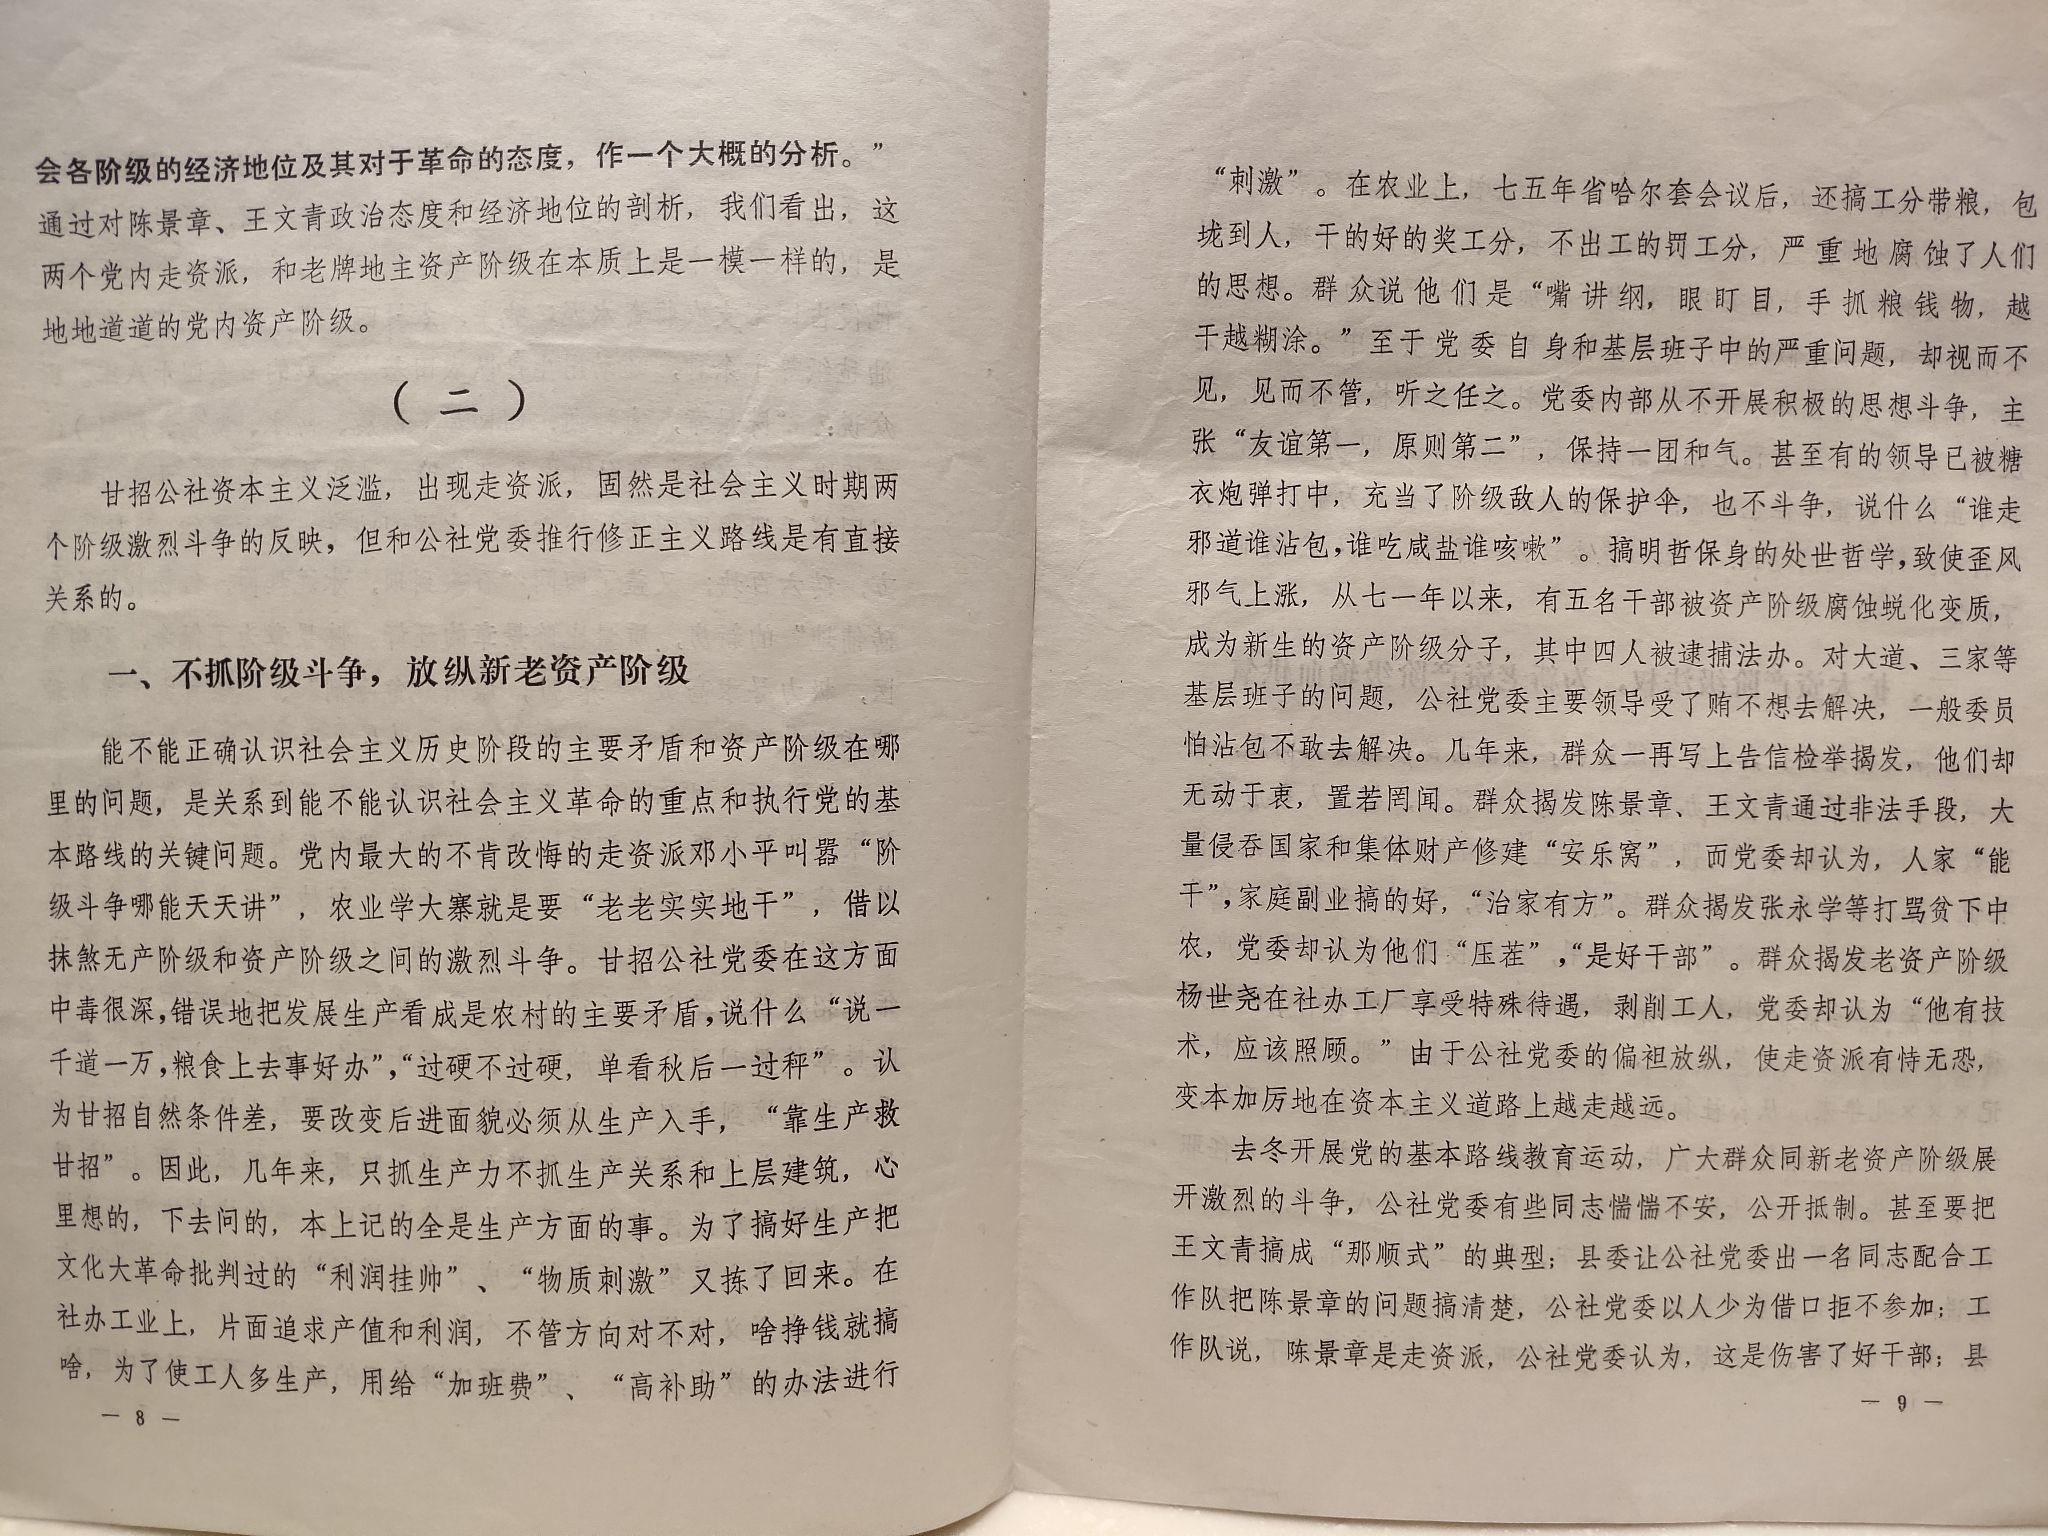 会各阶级的经济地位及其对于革命的态度，作一个大概的分析。”
通过对陈景章、王文青政治态度和经济地位的剖析，我们看出，这
两个党内走资派，和老牌地主资产阶级在本质上是一模一样的，是
地地道道的党内资产阶级。
（二）
甘招公社资本主义泛滥，出现走资派，固然是社会主义时期两
个阶级激烈斗争的反映，但和公社党委推行修正主义路线是有直接
关系的。
一、不抓阶级斗争，放纵新老资产阶级
能不能正确认识社会主义历史阶段的主要矛盾和资产阶级在哪
里的问题，是关系到能不能认识社会主义革命的重点和执行党的基
本路线的关键问题。党内最大的不肯改悔的走资派邓小平叫嚣“阶
级斗争哪能天天讲”，农业学大寨就是要“老老实实地干”，借以
抹煞无产阶级和资产阶级之间的激烈斗争。甘招公社党委在这方面
中毒很深，错误地把发展生产看成是农村的主要矛盾，说什么“说一
千道一万，粮食上去事好办”，“过硬不过硬，单看秋后一过秤”。认
为甘招自然条件差，要改变后进面貌必须从生产入手，“靠生产救
甘招”。因此，几年来，只抓生产力不抓生产关系和上层建筑，心
里想的，下去问的，本上记的全是生产方面的事。为了搞好生产把
文化大革命批判过的“利润挂帅”、“物质刺激”又拣了回来。在
社办工业上，片面追求产值和利润，不管方向对不对，啥挣钱就搞
啥，为了使工人多生产，用给“加班费”、“高补助”的办法进行
— 8 —
“刺激”。在农业上，七五年省哈尔套会议后，还搞工分带粮，包
垅到人，干的好的奖工分，不出工的罚工分，严重地腐蚀了人们
的思想。群众说他们是“嘴讲纲，眼盯目，手抓粮钱物，越
干越糊涂。”至于党委自身和基层班子中的严重问题，却视而不
见，见而不管，听之任之。党委内部从不开展积极的思想斗争，主
张“友谊第一，原则第二”，保持一团和气。甚至有的领导已被糖
衣炮弹打中，充当了阶级敌人的保护伞，也不斗争，说什么“谁走
邪道谁沾包，谁吃咸盐谁咳嗽”。搞明哲保身的处世哲学，致使歪风
邪气上涨，从七一年以来，有五名干部被资产阶级腐蚀蜕化变质，
成为新生的资产阶级分子，其中四人被逮捕法办。对大道、三家等
基层班子的问题，公社党委主要领导受了贿不想去解决，一般委员
怕沾包不敢去解决。几年来，群众一再写上告信检举揭发，他们却
无动于衷，置若罔闻。群众揭发陈景章、王文青通过非法手段，大
量侵吞国家和集体财产修建“安乐窝”，而党委却认为，人家“能
干”，家庭副业搞的好，“治家有方”。群众揭发张永学等打骂贫下中
农，党委却认为他们“压茬”，“是好干部”。群众揭发老资产阶级
杨世尧在社办工厂享受特殊待遇，剥削工人，党委却认为“他有技
术，应该照顾。”由于公社党委的偏袒放纵，使走资派有恃无恐，
变本加厉地在资本主义道路上越走越远。
去冬开展党的基本路线教育运动，广大群众同新老资产阶级展
开激烈的斗争，公社党委有些同志惴惴不安，公开抵制。甚至要把
王文青搞成“那顺式”的典型；县委让公社党委出一名同志配合工
作队把陈景章的问题搞清楚，公社党委以人少为借口拒不参加；工
作队说，陈景章是走资派，公社党委认为，这是伤害了好干部；县
— 9 —